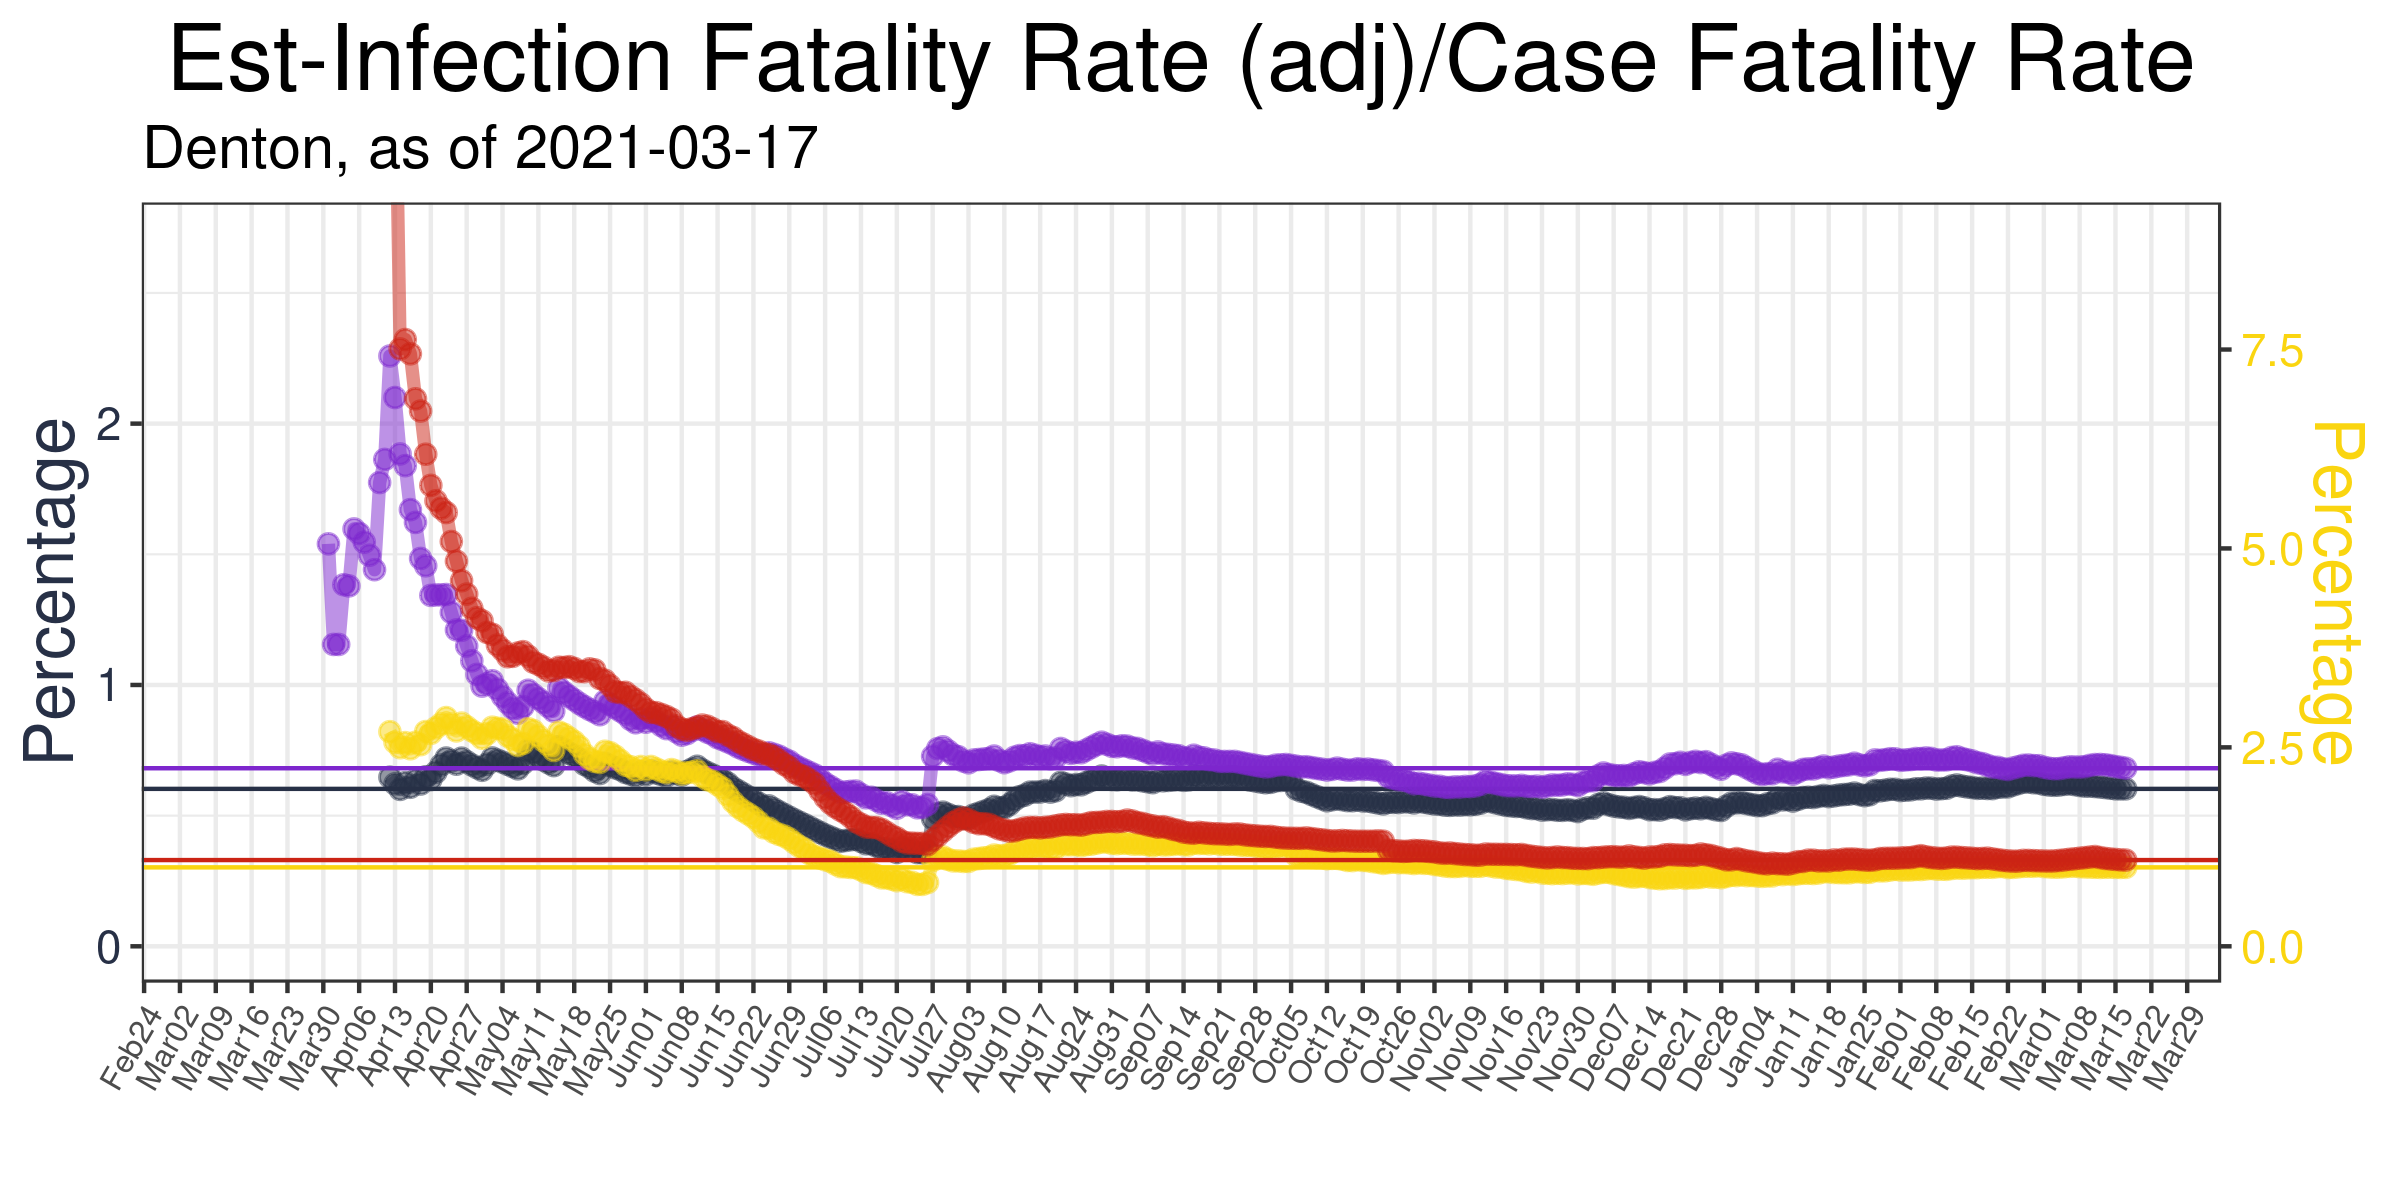 Est-Infection Fatality Rate (adj)/Case Fatality Rate
Denton, as of 2021-03-17
Percentage
2
1
0
7.5
5.0
2.5
0.0
Percentage
Feb24
Mar02
Mar09
Mar16
Mar23
Mar30
Apr06
Apr13
Apr20
Apr27
May04
May11
May18
May25
Jun01
Jun08
Jun15
Jun22
Jun29
Jul06
Jul13
Jul20
Jul27
Aug03
Aug10
Aug17
Aug24
Aug31
Sep07
Sep14
Sep21
Sep28
Oct05
Oct12
Oct19
Oct26
Nov02
Nov09
Nov16
Nov23
Nov30
Dec07
Dec14
Dec21
Dec28
Jan04
Jan11
Jan18
Jan25
Feb01
Feb08
Feb15
Feb22
Mar01
Mar08
Mar15
Mar22
Mar29